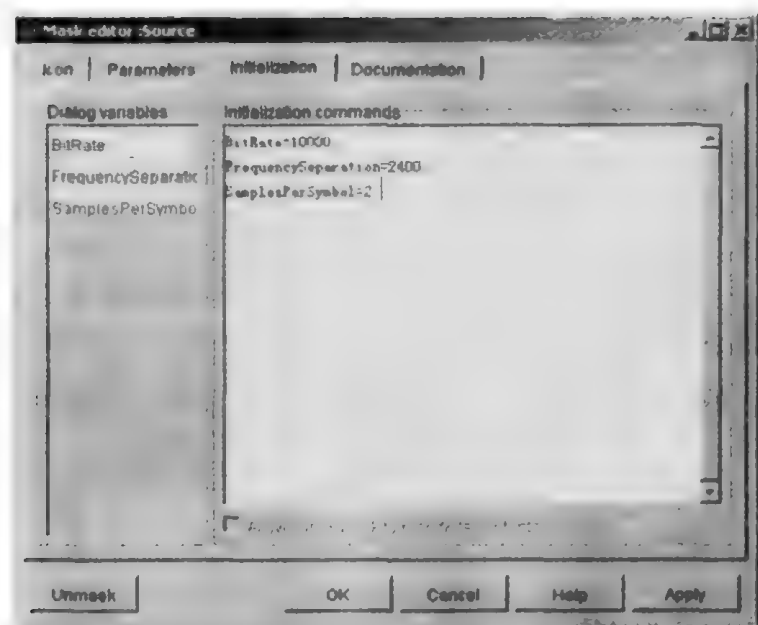 Mask editor :Source
Icon Parameters Initialization Documentation
Dialog variables
BitRate
FrequencySeparatic
SamplesPerSymbo
Initialization commands
BitRate=10000
FrequencySeparation=2400
SamplesPerSymbol=2
Unmask OK Cancel Help Apply